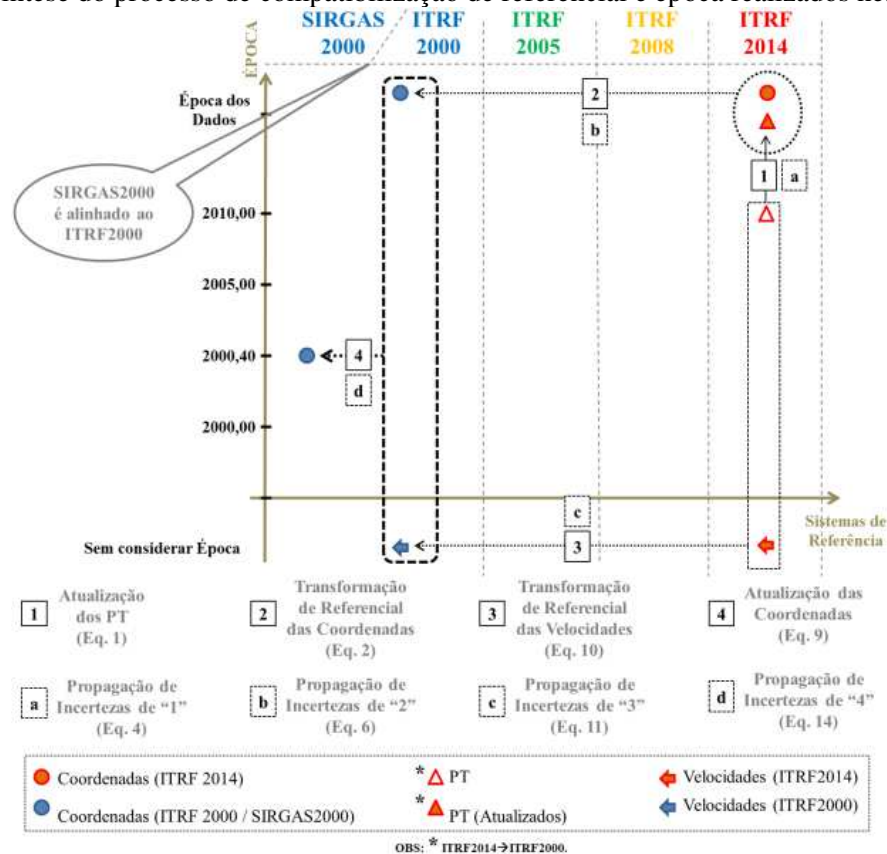 SIRGAS ITRF ITRF ITRF ITRF
2000 2000 2005 2008 2014
ÉPOCA
Época dos
Dados
2
b
1 a
SIRGAS2000
é alinhado ao
ITRF2000
2010,00
2005,00
2000,40
4
d
2000,00
c
Sistemas de
Referência
Sem considerar Época
3
1 Atualização
dos PT
(Eq. 1)
2 Transformação
de Referencial
das Coordenadas
(Eq. 2)
3 Transformação
de Referencial
das Velocidades
(Eq. 10)
4 Atualização das
Coordenadas
(Eq. 9)
a Propagação de
Incertezas de “1”
(Eq. 4)
b Propagação de
Incertezas de “2”
(Eq. 6)
c Propagação de
Incertezas de “3”
(Eq. 11)
d Propagação de
Incertezas de “4”
(Eq. 14)
Coordenadas (ITRF 2014)
* PT
Velocidades (ITRF2014)
Coordenadas (ITRF 2000 / SIRGAS2000)
* PT (Atualizados)
Velocidades (ITRF2000)
OBS: * ITRF2014→ITRF2000.